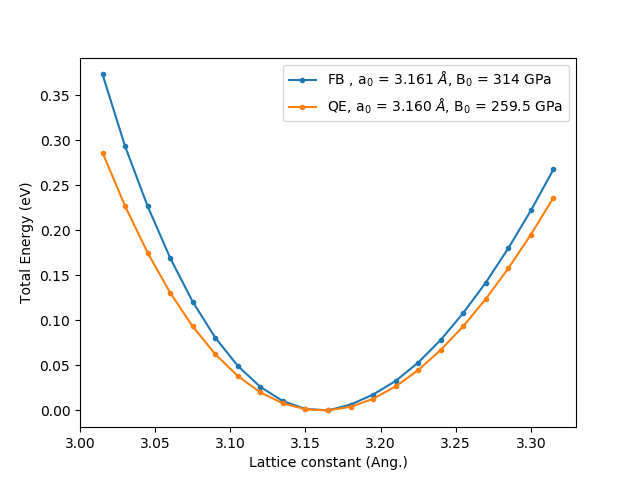 FB , a₀ = 3.161 Å, B₀ = 314 GPa
QE, a₀ = 3.160 Å, B₀ = 259.5 GPa
0.35
0.30
0.25
0.20
0.15
0.10
0.05
0.00
Total Energy (eV)
3.00 3.05 3.10 3.15 3.20 3.25 3.30
Lattice constant (Ang.)